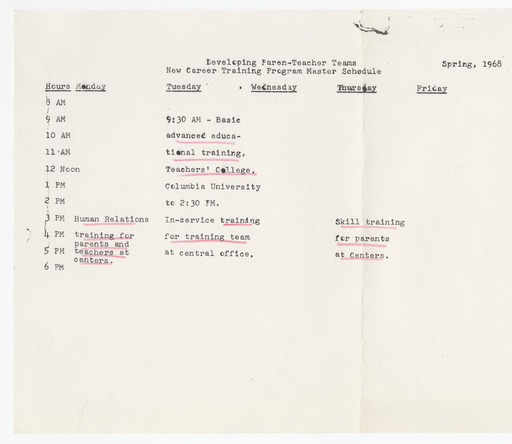 Developing Paren-Teacher Teams Spring, 1968
New Career Training Program Master Schedule
Hours Monday Tuesday Wednesday Thursday Friday
8 AM
9 AM 9:30 AM - Basic
10 AM advanced educa-
11 AM tional training,
12 Noon Teachers' College,
1 PM Columbia University
2 PM to 2:30 PM.
3 PM Human Relations In-service training Skill training
4 PM training for for training team for parents
parents and
5 PM teachers at at central office. at Centers.
centers.
6 PM